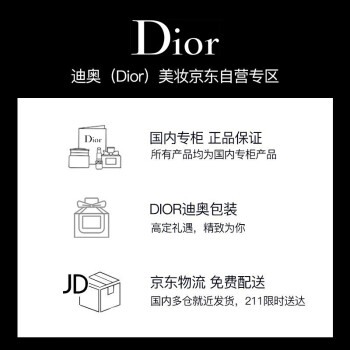 Dior
迪奥（Dior）美妆京东自营专区
Dior
国内专柜 正品保证
所有产品均为国内专柜产品
DIOR迪奥包装
高定礼遇，精致为你
JD
京东物流 免费配送
国内多仓就近发货，211限时送达